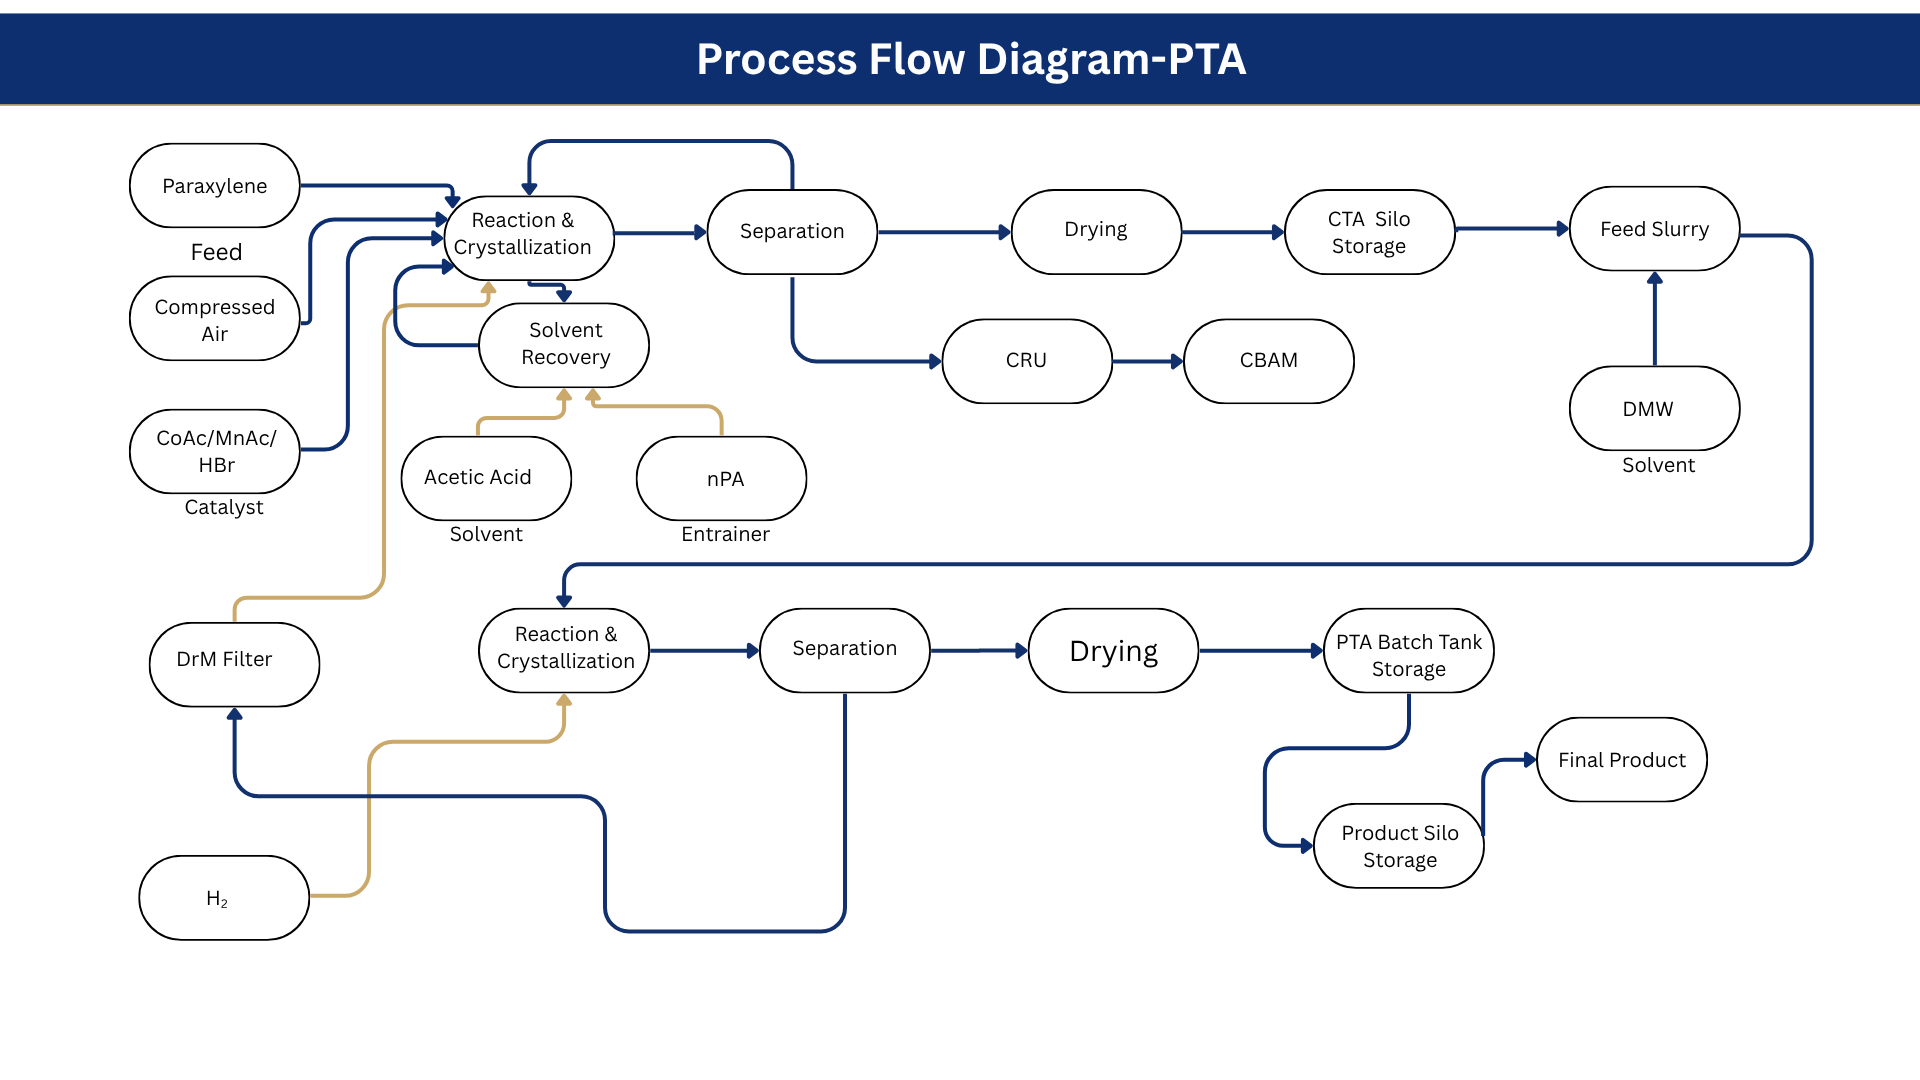 Process Flow Diagram-PTA
Paraxylene
Feed
Compressed
Air
CoAc/MnAc/
HBr
Catalyst
Reaction &
Crystallization
Solvent
Recovery
Acetic Acid
Solvent
nPA
Entrainer
Separation
Drying
CTA  Silo
Storage
Feed Slurry
CRU
CBAM
DMW
Solvent
DrM Filter
H₂
Reaction &
Crystallization
Separation
Drying
PTA Batch Tank
Storage
Product Silo
Storage
Final Product